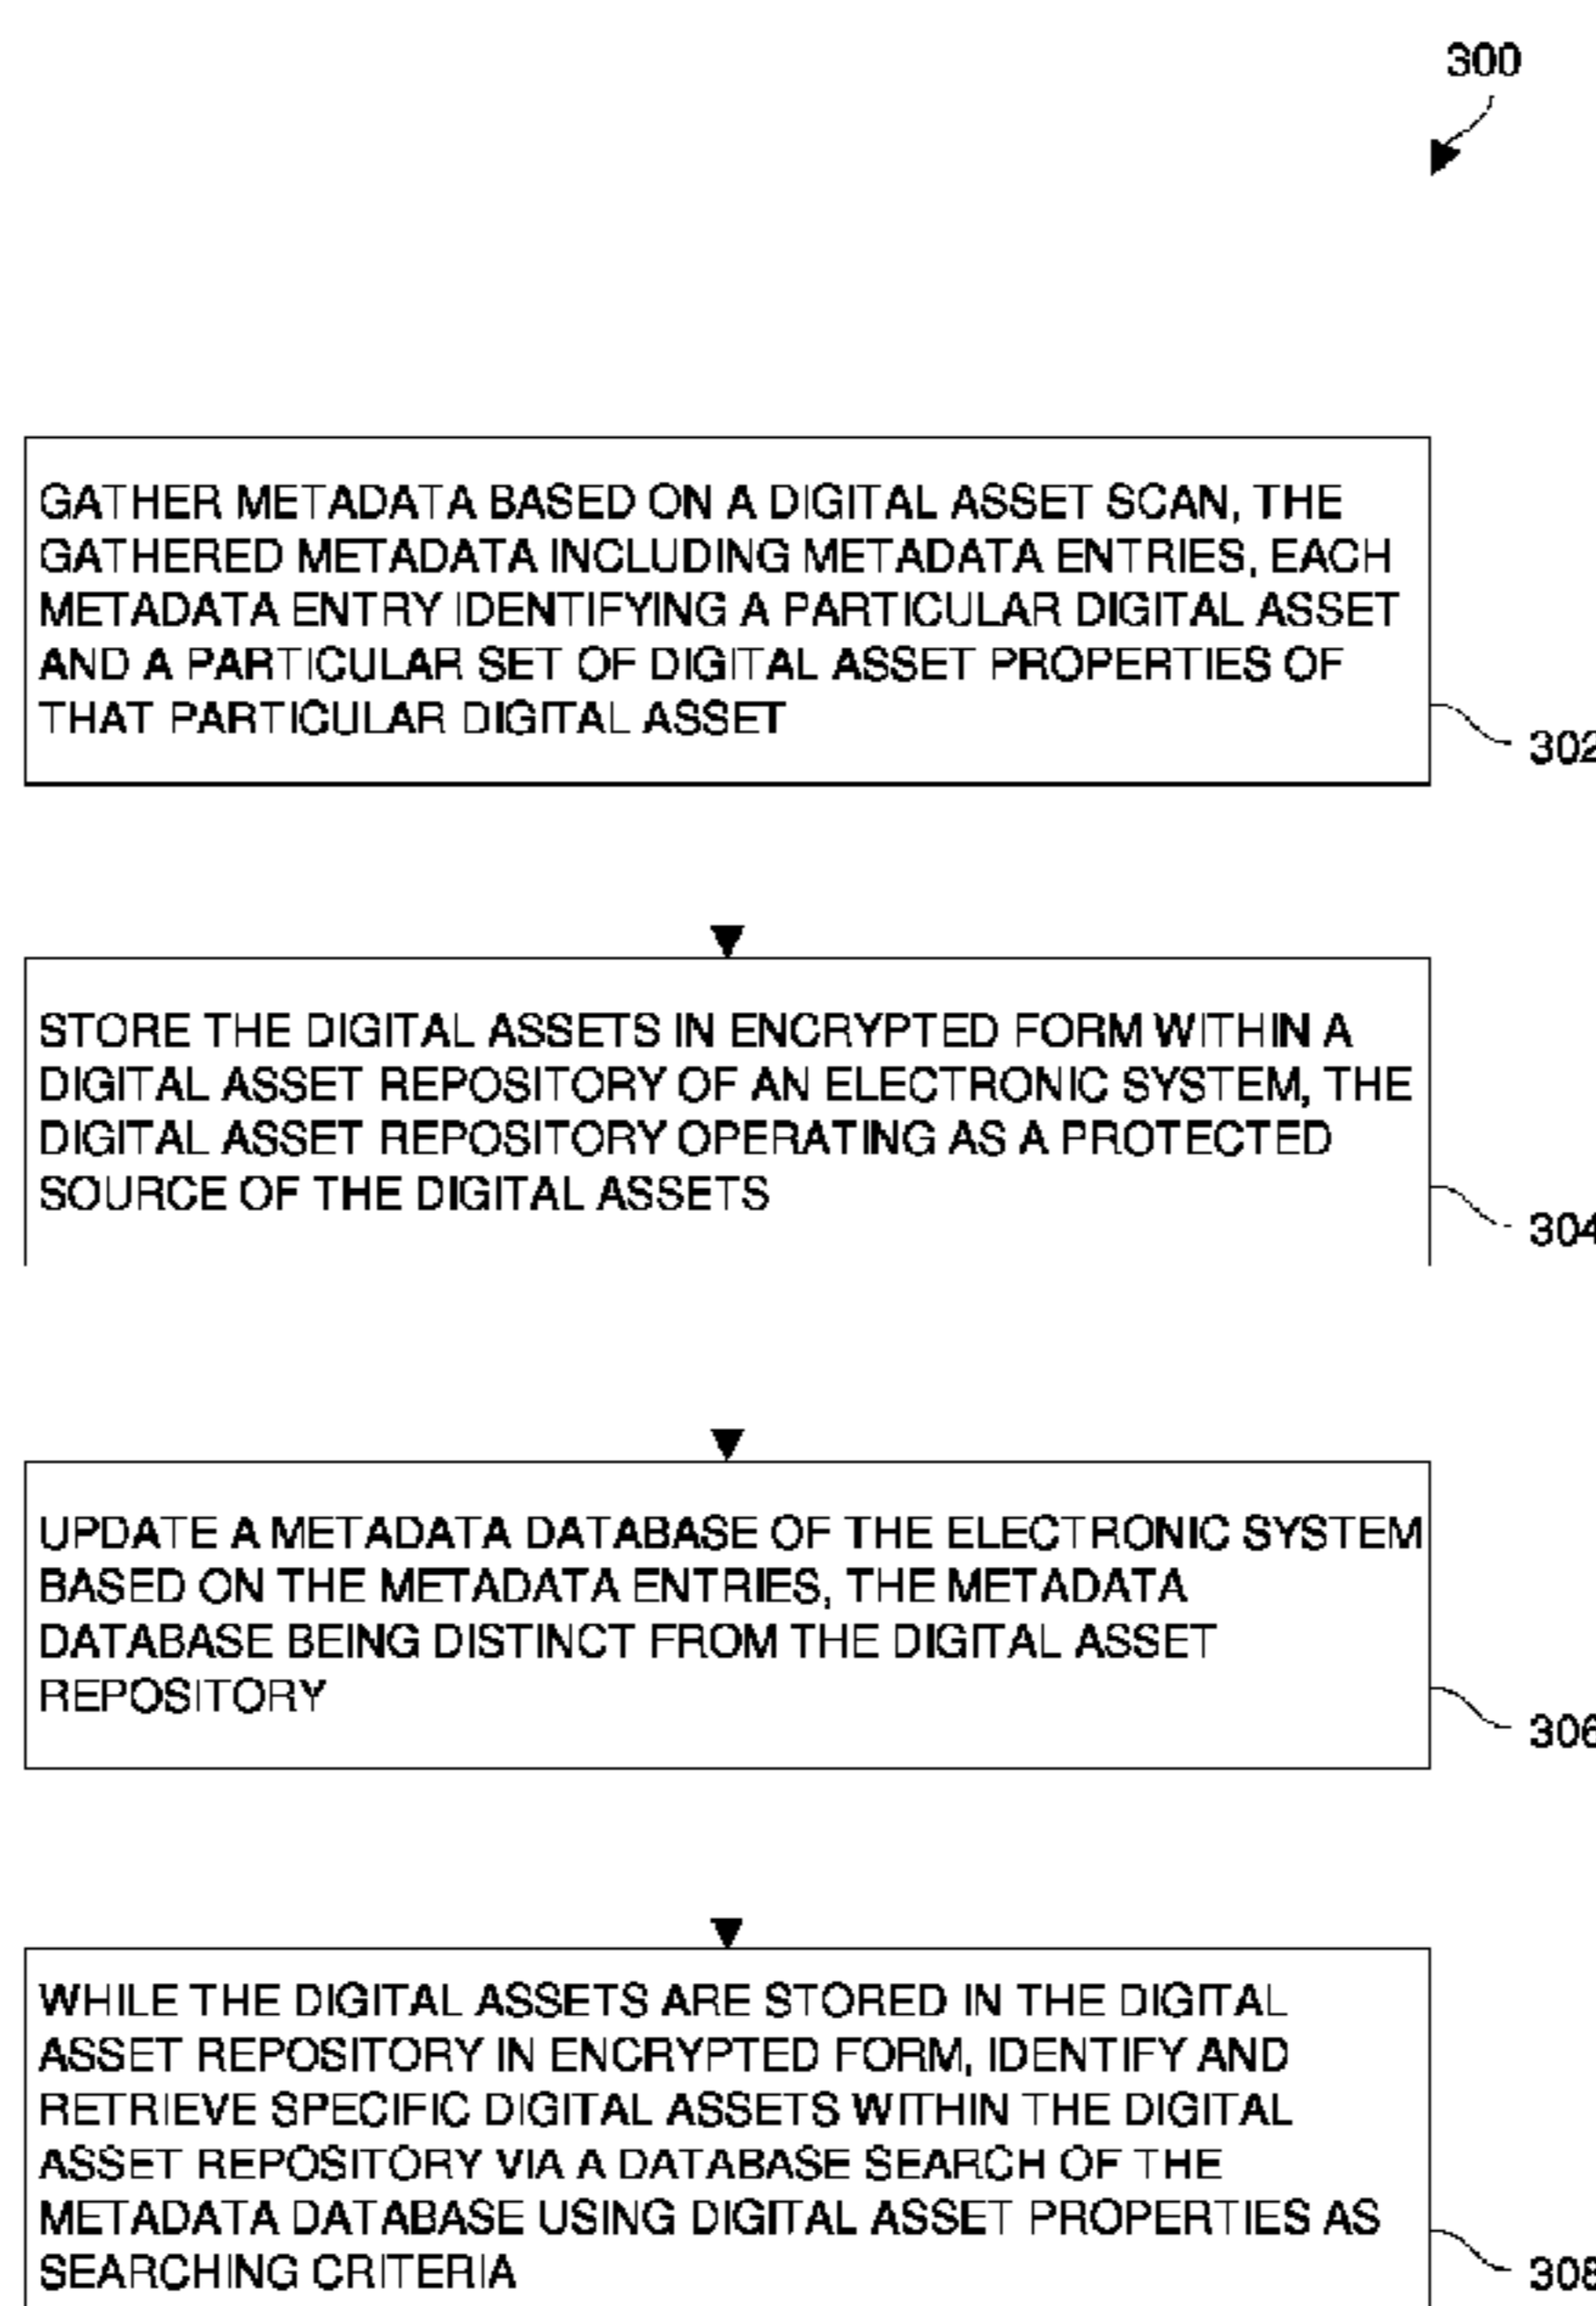 300
GATHER METADATA BASED ON A DIGITAL ASSET SCAN, THE
GATHERED METADATA INCLUDING METADATA ENTRIES, EACH
METADATA ENTRY IDENTIFYING A PARTICULAR DIGITAL ASSET
AND A PARTICULAR SET OF DIGITAL ASSET PROPERTIES OF
THAT PARTICULAR DIGITAL ASSET
302
STORE THE DIGITAL ASSETS IN ENCRYPTED FORM WITHIN A
DIGITAL ASSET REPOSITORY OF AN ELECTRONIC SYSTEM, THE
DIGITAL ASSET REPOSITORY OPERATING AS A PROTECTED
SOURCE OF THE DIGITAL ASSETS
304
UPDATE A METADATA DATABASE OF THE ELECTRONIC SYSTEM
BASED ON THE METADATA ENTRIES, THE METADATA
DATABASE BEING DISTINCT FROM THE DIGITAL ASSET
REPOSITORY
306
WHILE THE DIGITAL ASSETS ARE STORED IN THE DIGITAL
ASSET REPOSITORY IN ENCRYPTED FORM, IDENTIFY AND
RETRIEVE SPECIFIC DIGITAL ASSETS WITHIN THE DIGITAL
ASSET REPOSITORY VIA A DATABASE SEARCH OF THE
METADATA DATABASE USING DIGITAL ASSET PROPERTIES AS
SEARCHING CRITERIA
308